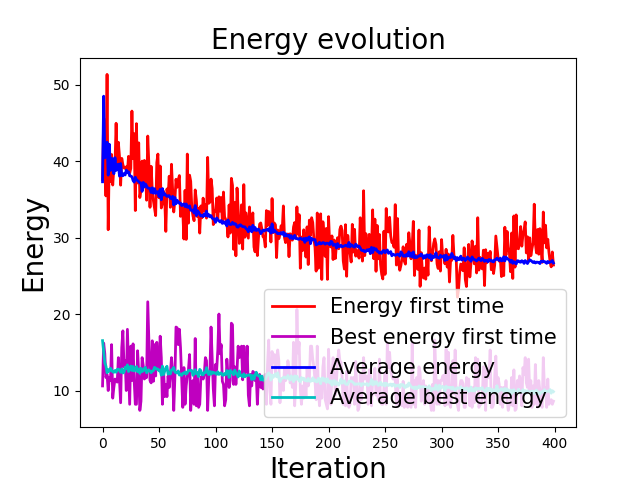 Energy evolution
50
40
30
20
10
Energy
Energy first time
Best energy first time
Average energy
Average best energy
0 50 100 150 200 250 300 350 400
Iteration